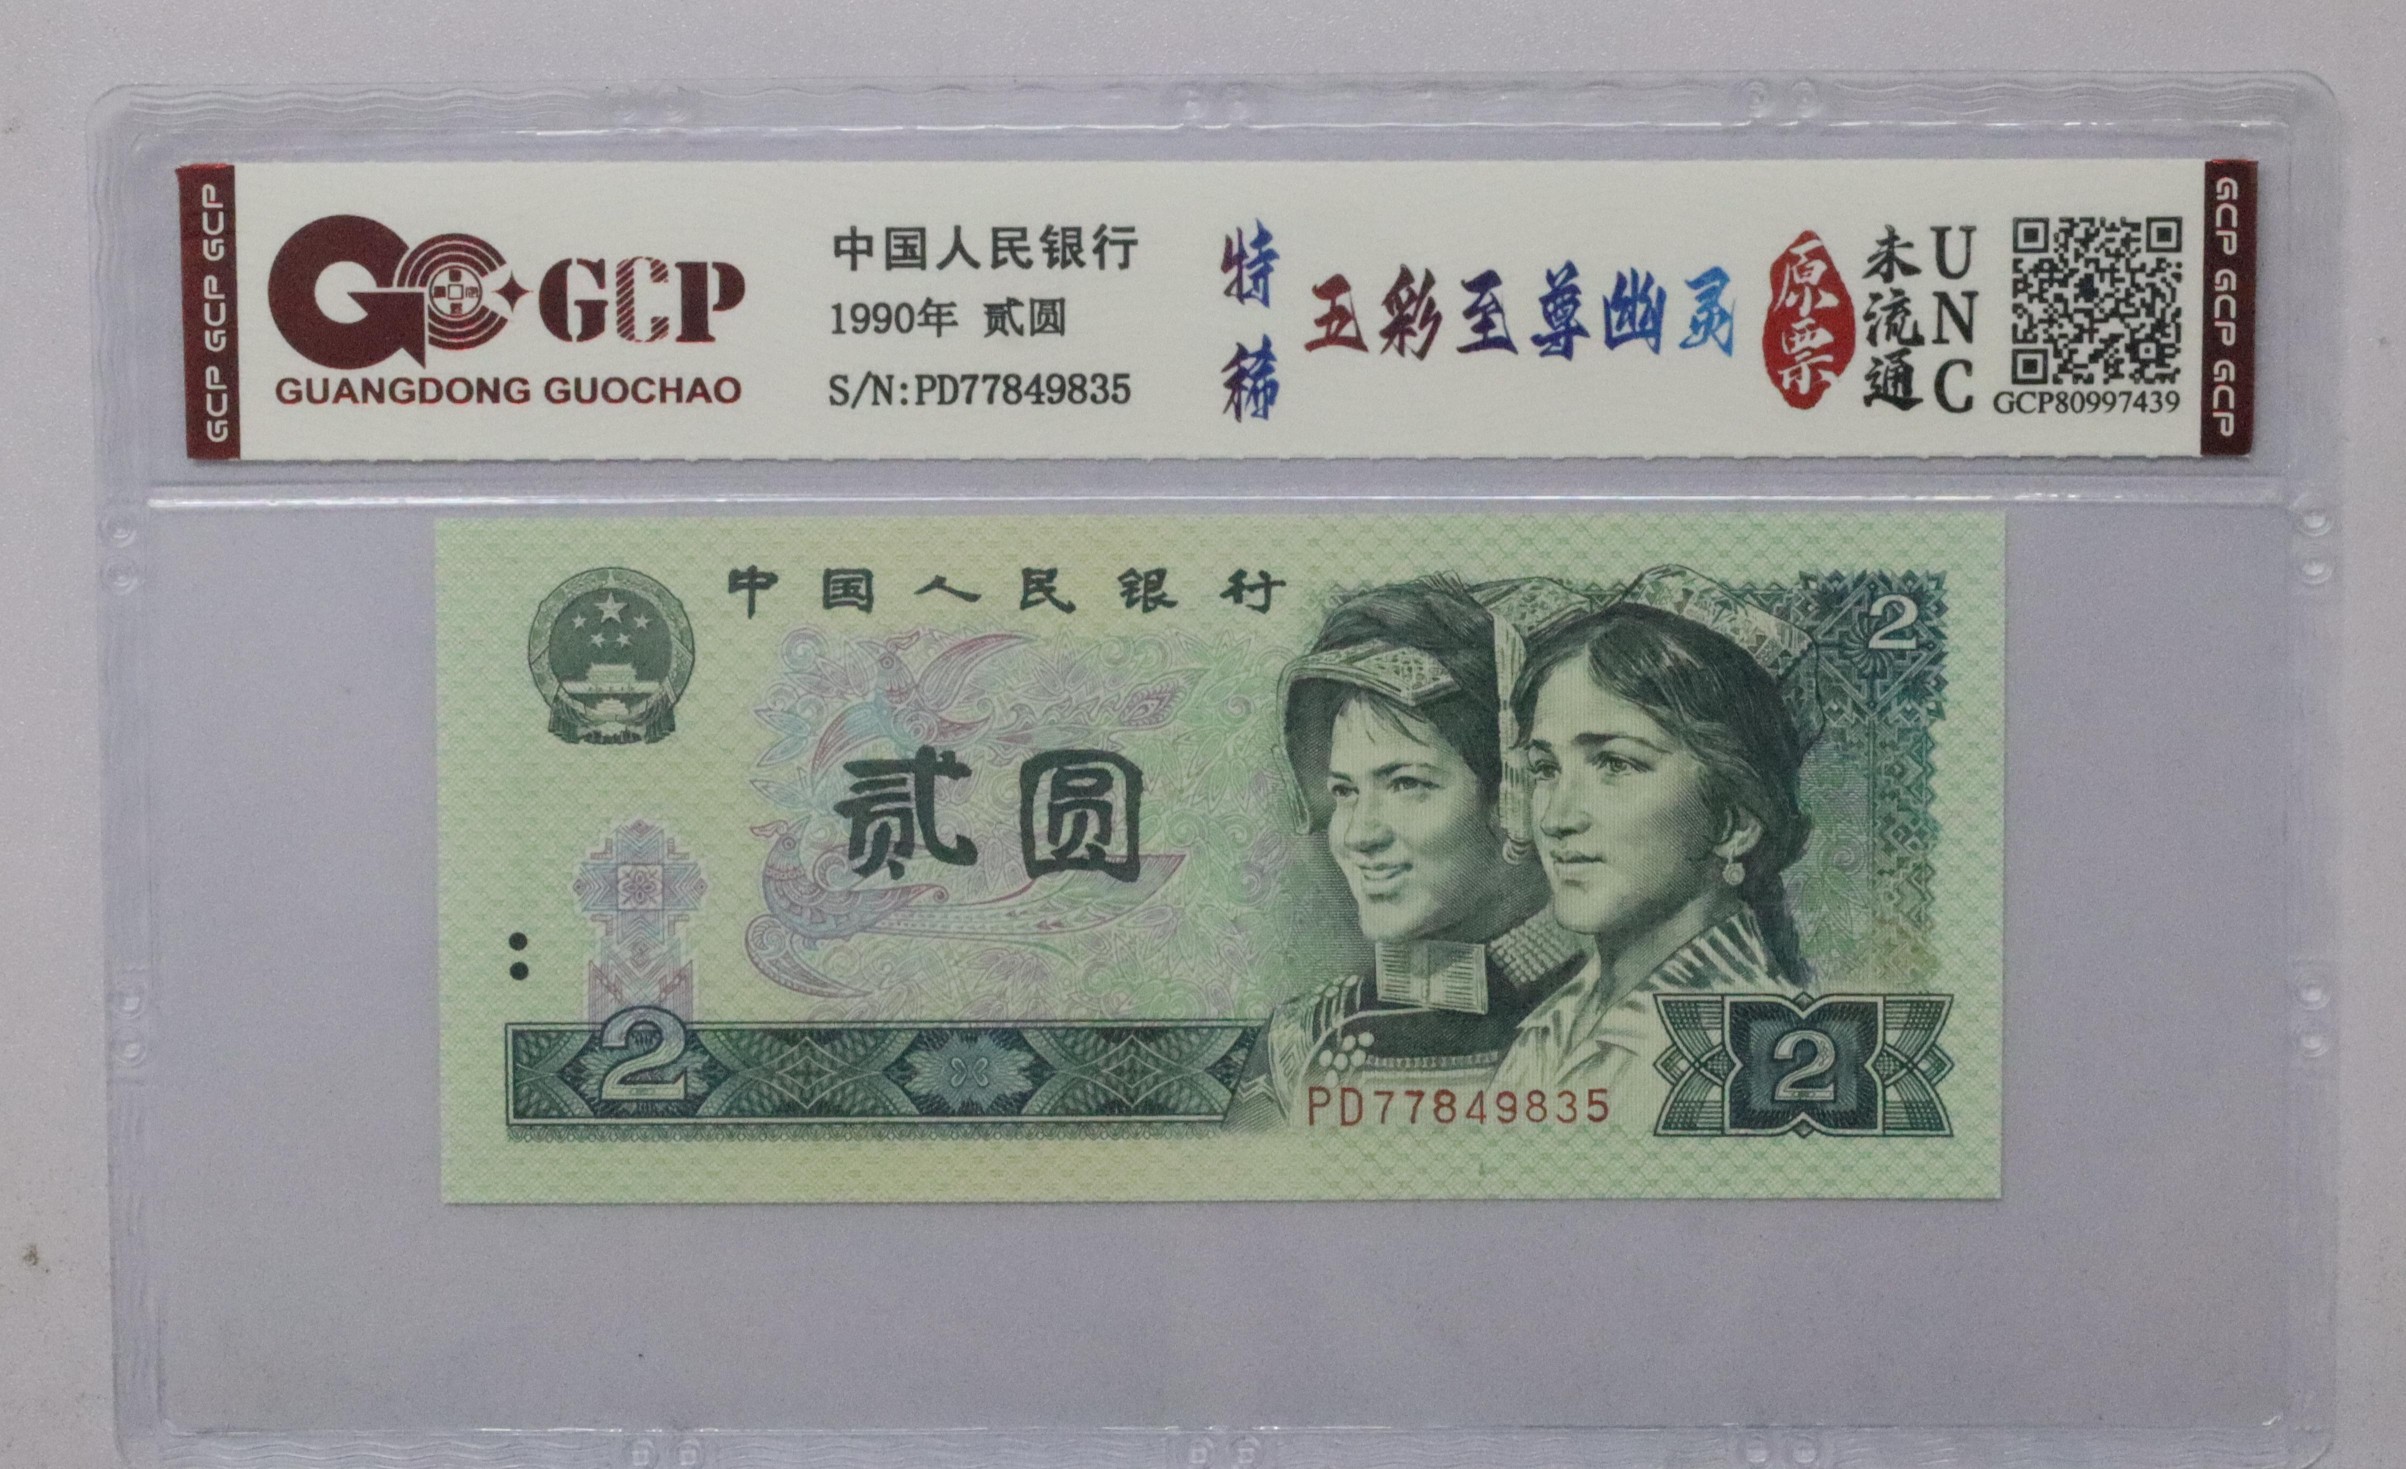 GCP GCP GCP
GCP
GUANGDONG GUOCHAO
中国人民银行
1990年 贰圆
S/N:PD77849835
特稀
五彩至尊幽灵
原票
未流通
UNC
GCP80997439
GCP GCP GCP
中国人民银行
2
贰圆
2
PD77849835
2